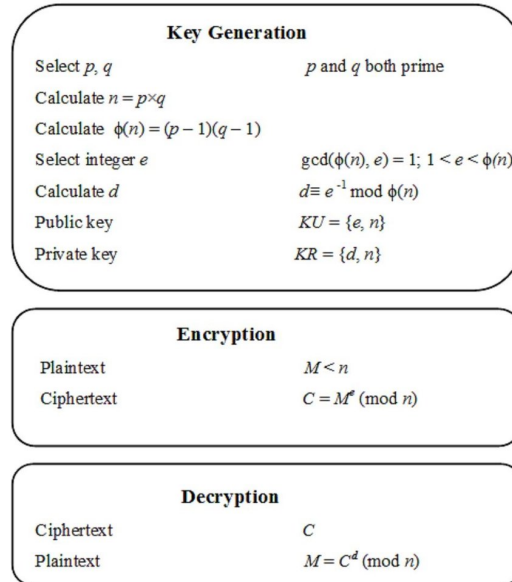 Key Generation
Select p, q p and q both prime
Calculate n = p×q
Calculate ϕ(n) = (p − 1)(q − 1)
Select integer e gcd(ϕ(n), e) = 1; 1 < e < ϕ(n)
Calculate d d ≡ e⁻¹ mod ϕ(n)
Public key KU = {e, n}
Private key KR = {d, n}
Encryption
Plaintext M < n
Ciphertext C = Mᵉ (mod n)
Decryption
Ciphertext C
Plaintext M = Cᵈ (mod n)